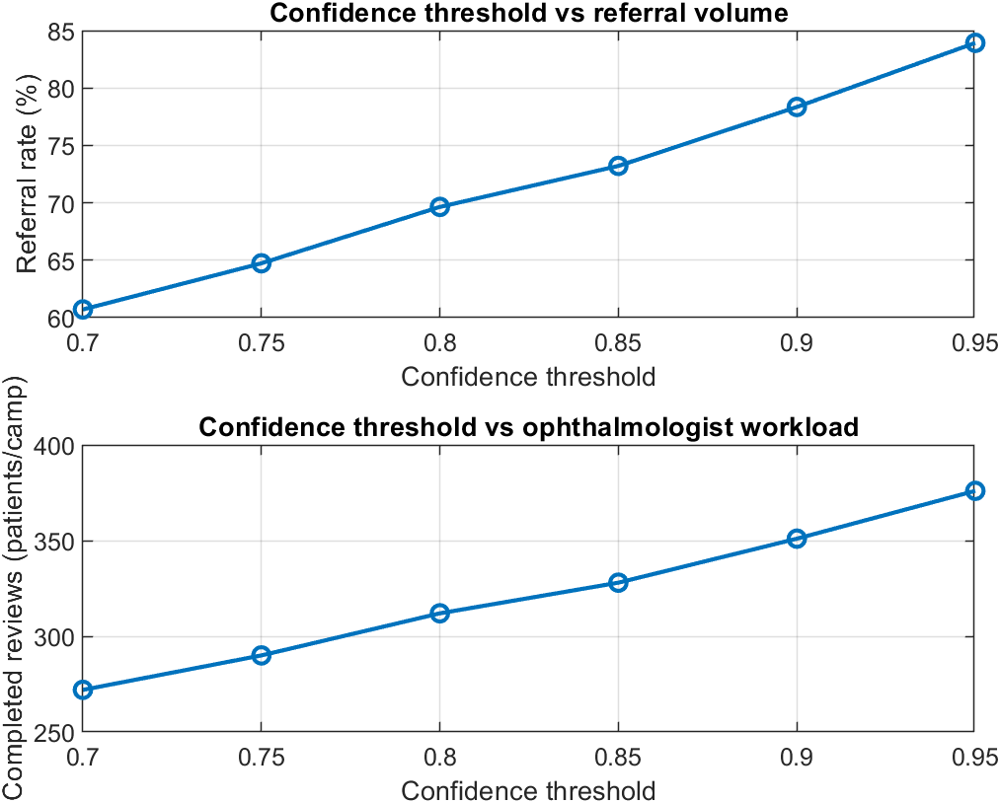 Confidence threshold vs referral volume
Referral rate (%)
85
80
75
70
65
60
0.7 0.75 0.8 0.85 0.9 0.95
Confidence threshold
Confidence threshold vs ophthalmologist workload
Completed reviews (patients/camp)
400
350
300
250
0.7 0.75 0.8 0.85 0.9 0.95
Confidence threshold